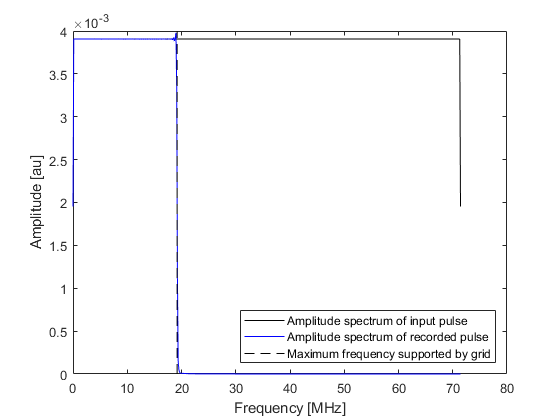 ×10⁻³
4
3.5
3
2.5
2
1.5
1
0.5
0
Amplitude [au]
Amplitude spectrum of input pulse
Amplitude spectrum of recorded pulse
Maximum frequency supported by grid
0 10 20 30 40 50 60 70 80
Frequency [MHz]